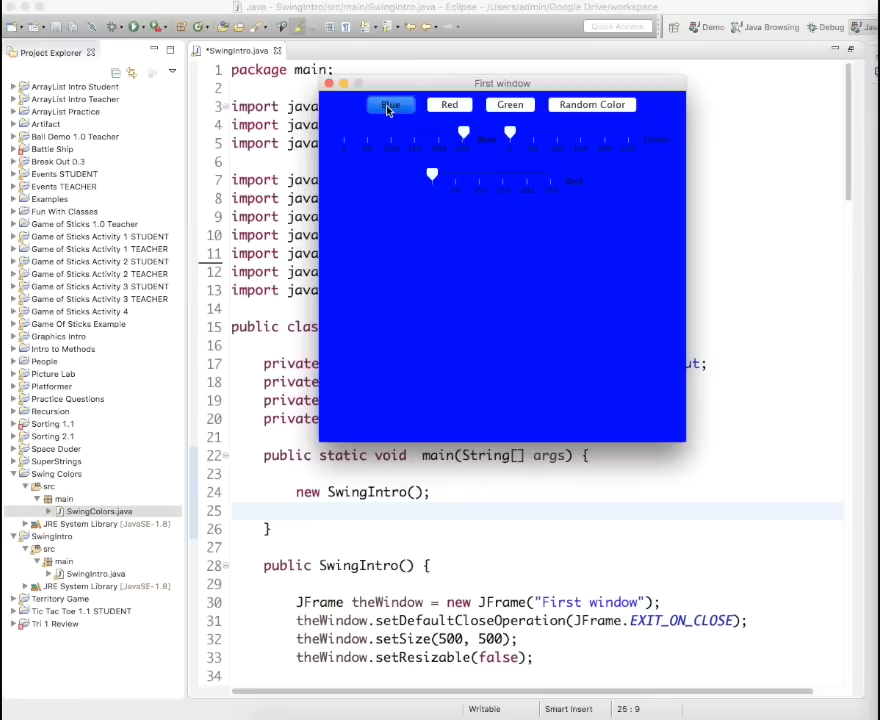 Java - SwingIntro/src/main/SwingIntro.java - Eclipse - Users/admin/Google Drive/workspace
Quick Access
Demo
Java Browsing
Debug
Project Explorer
ArrayList Intro Student
ArrayList Intro Teacher
ArrayList Practice
Artifact
Ball Demo 1.0 Teacher
Battle Ship
Break Out 0.3
Events STUDENT
Events TEACHER
Examples
Fun With Classes
Game of Sticks 1.0 Teacher
Game of Sticks Activity 1 STUDENT
Game of Sticks Activity 1 TEACHER
Game of Sticks Activity 2 STUDENT
Game of Sticks Activity 2 TEACHER
Game of Sticks Activity 3 STUDENT
Game of Sticks Activity 3 TEACHER
Game of Sticks Activity 4
Game Of Sticks Example
Graphics Intro
Intro to Methods
People
Picture Lab
Platformer
Practice Questions
Recursion
Sorting 1.1
Sorting 2.1
Space Duder
SuperStrings
Swing Colors
src
main
SwingColors.java
JRE System Library [JavaSE-1.8]
SwingIntro
src
main
SwingIntro.java
JRE System Library [JavaSE-1.8]
Territory Game
Tic Tac Toe 1.1 STUDENT
Tri 1 Review
*SwingIntro.java
1 package main;
2
3 import java
4 import java
5 import java
6
7 import java
8 import java
9 import java
10 import java
11 import java
12 import java
13 import java
14
15 public clas
16
17 private ut;
18 private
19 private
20 private
21
22 public static void main(String[] args) {
23
24 new SwingIntro();
25
26 }
27
28 public SwingIntro() {
29
30 JFrame theWindow = new JFrame("First window");
31 theWindow.setDefaultCloseOperation(JFrame.EXIT_ON_CLOSE);
32 theWindow.setSize(500, 500);
33 theWindow.setResizable(false);
34
First window
Blue Red Green Random Color
Blue
Green
Red
Writable Smart Insert 25 : 9